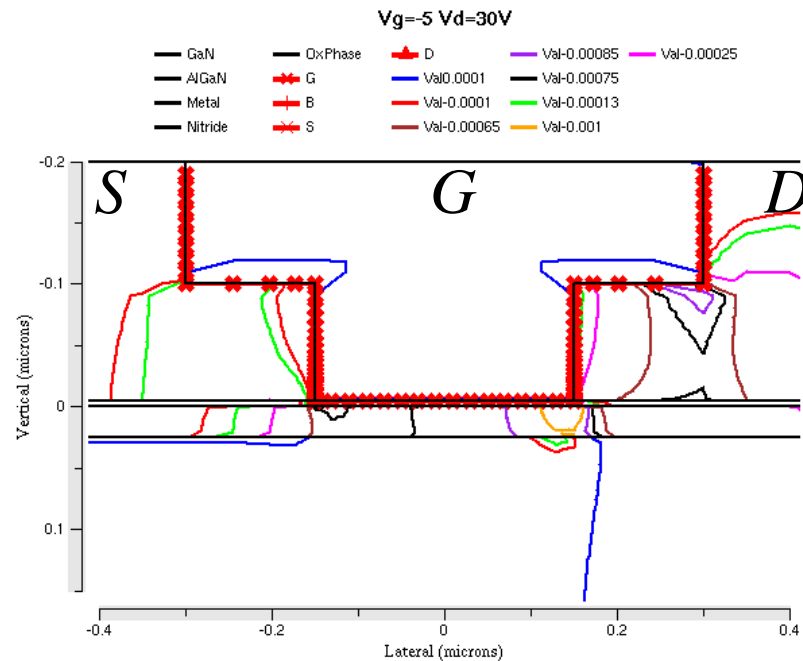 Vg=-5 Vd=30V
GaN OxPhase D Val-0.00085 Val-0.00025
AlGaN G Val0.0001 Val-0.00075
Metal B Val-0.0001 Val-0.00013
Nitride S Val-0.00065 Val-0.001
S G D
-0.2
-0.1
0
0.1
Vertical (microns)
-0.4 -0.2 0 0.2 0.4
Lateral (microns)